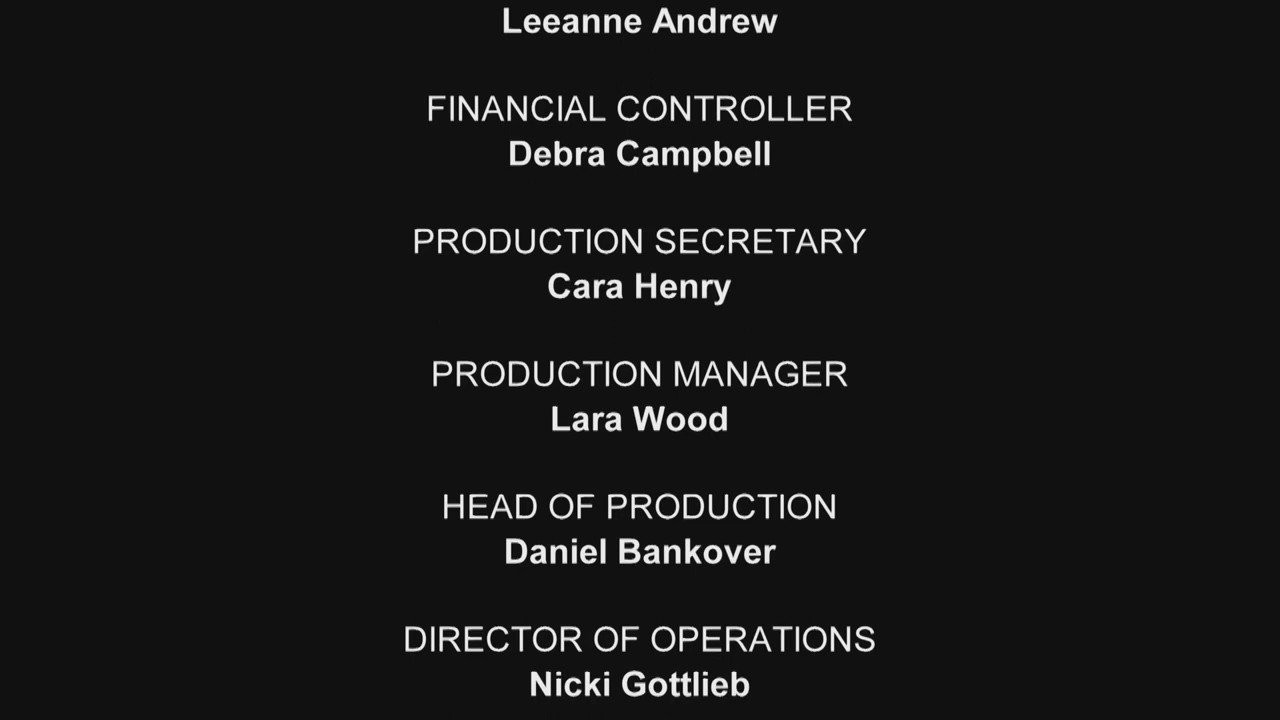 Leeanne Andrew
FINANCIAL CONTROLLER
Debra Campbell
PRODUCTION SECRETARY
Cara Henry
PRODUCTION MANAGER
Lara Wood
HEAD OF PRODUCTION
Daniel Bankover
DIRECTOR OF OPERATIONS
Nicki Gottlieb